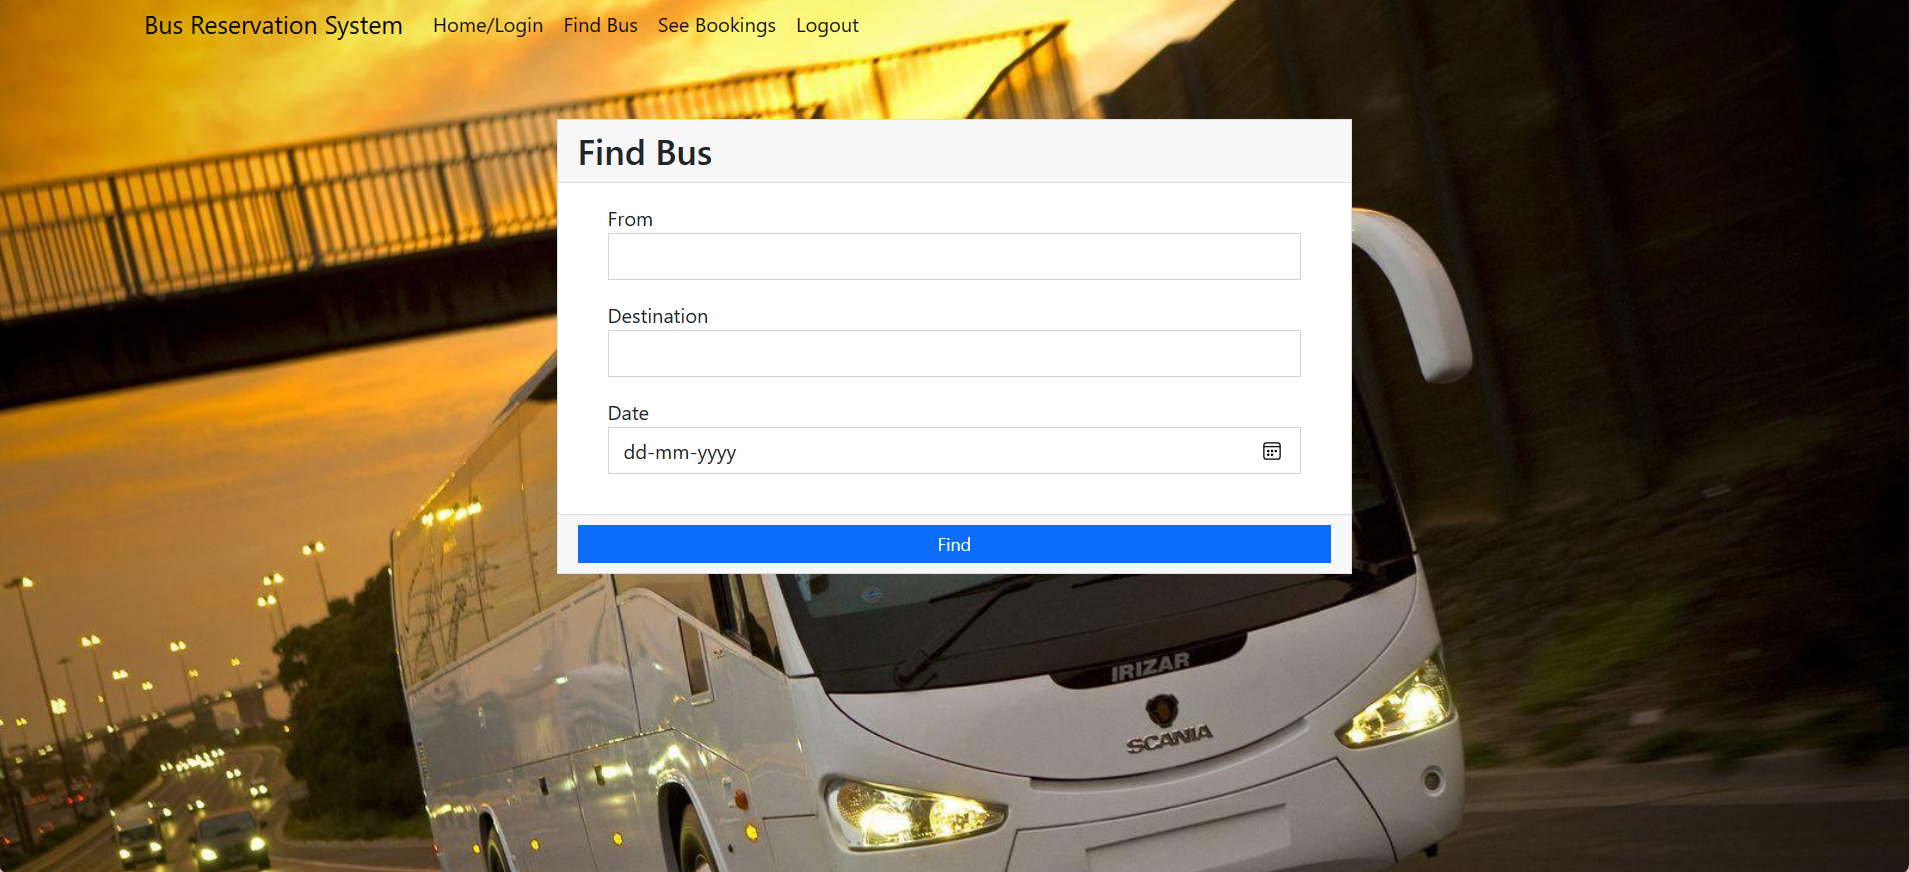 Bus Reservation System Home/Login Find Bus See Bookings Logout
Find Bus
From
Destination
Date
dd-mm-yyyy
Find
IRIZAR
SCANIA